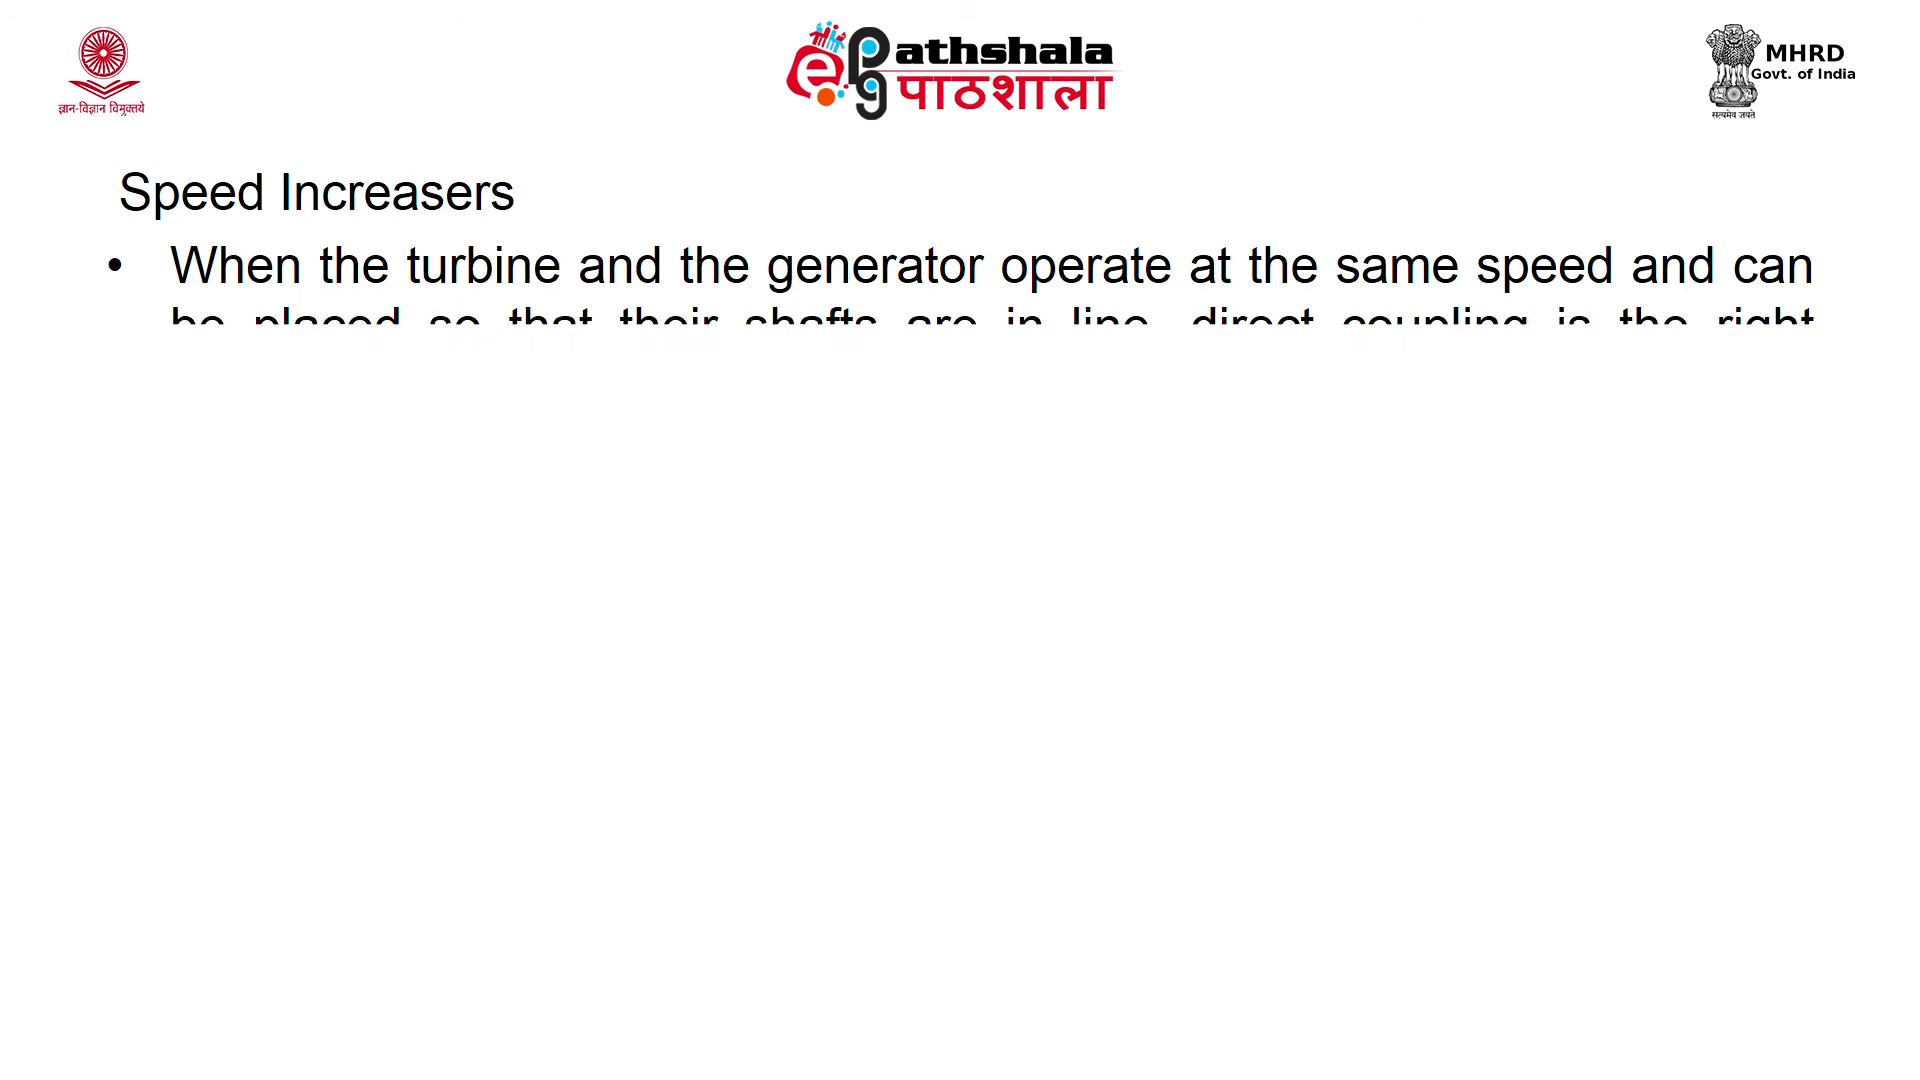 ज्ञान-विज्ञान विमुक्तये
Pathshala
पाठशाला
MHRD
Govt. of India
सत्यमेव जयते
Speed Increasers
• When the turbine and the generator operate at the same speed and can
be placed so that their shafts are in line, direct coupling is the right